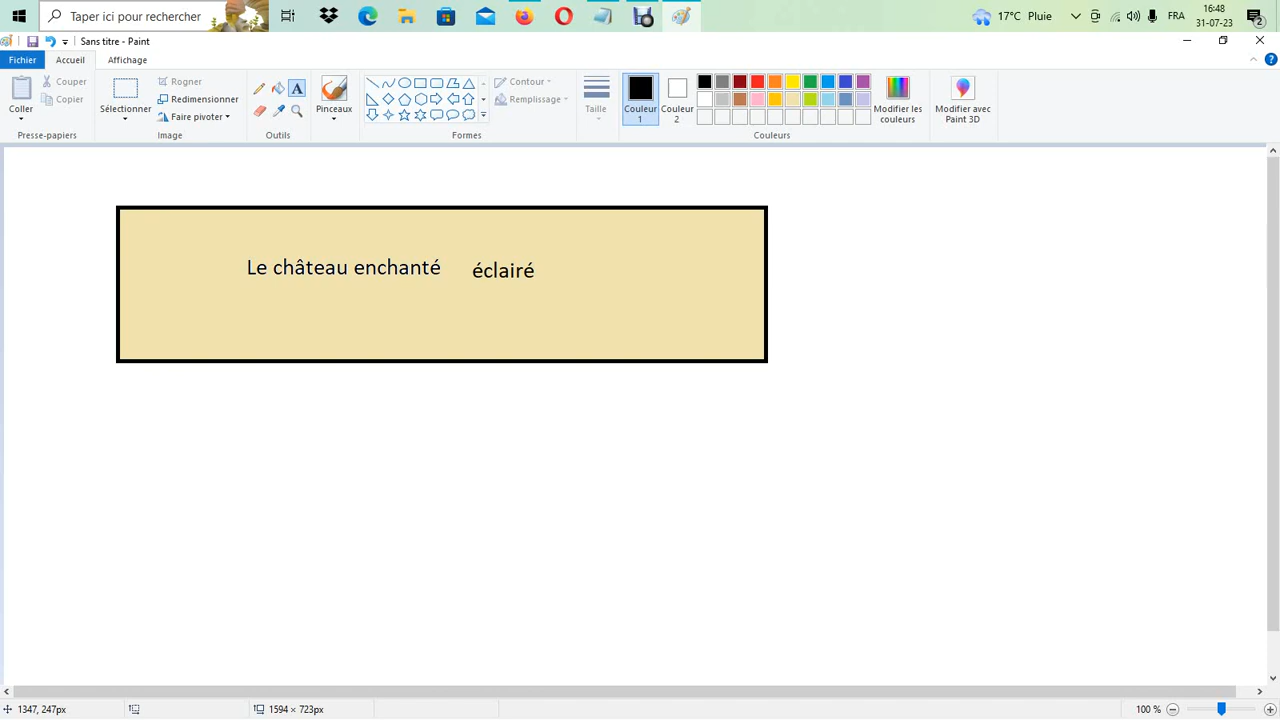 Taper ici pour rechercher
17°C Pluie
FRA
16:48
31-07-23
2
Sans titre - Paint
Fichier
Accueil
Affichage
Coller
Couper
Copier
Presse-papiers
Sélectionner
Rogner
Redimensionner
Faire pivoter
Image
A
Outils
Pinceaux
Contour
Remplissage
Formes
Taille
Couleur 1
Couleur 2
Modifier les couleurs
Couleurs
Modifier avec Paint 3D
Le château enchanté éclairé
1347, 247px
1594 × 723px
100 %